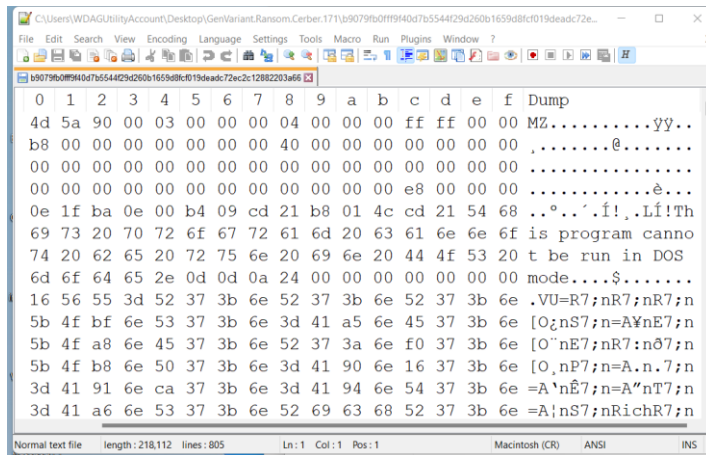 C:\Users\WDAGUtilityAccount\Desktop\GenVariant.Ransom.Cerber.171\b9079fb0fff9f40d7b5544f29d260b1659d8fcf019deadc72e...
File Edit Search View Encoding Language Settings Tools Macro Run Plugins Window ?
b9079fb0fff9f40d7b5544f29d260b1659d8fcf019deadc72ec2c12882203a66
0 1 2 3 4 5 6 7 8 9 a b c d e f Dump
4d 5a 90 00 03 00 00 00 04 00 00 00 ff ff 00 00 MZ..........ÿÿ..
b8 00 00 00 00 00 00 00 40 00 00 00 00 00 00 00 ¸.......@.......
00 00 00 00 00 00 00 00 00 00 00 00 00 00 00 00 ................
00 00 00 00 00 00 00 00 00 00 00 00 e8 00 00 00 ............è...
0e 1f ba 0e 00 b4 09 cd 21 b8 01 4c cd 21 54 68 ..º..´.Í!¸.LÍ!Th
69 73 20 70 72 6f 67 72 61 6d 20 63 61 6e 6e 6f is program canno
74 20 62 65 20 72 75 6e 20 69 6e 20 44 4f 53 20 t be run in DOS
6d 6f 64 65 2e 0d 0d 0a 24 00 00 00 00 00 00 00 mode....$.......
16 56 55 3d 52 37 3b 6e 52 37 3b 6e 52 37 3b 6e .VU=R7;nR7;nR7;n
5b 4f bf 6e 53 37 3b 6e 3d 41 a5 6e 45 37 3b 6e [O¿nS7;n=A¥nE7;n
5b 4f a8 6e 45 37 3b 6e 52 37 3a 6e f0 37 3b 6e [O¨nE7;nR7:nð7;n
5b 4f b8 6e 50 37 3b 6e 3d 41 90 6e 16 37 3b 6e [O¸nP7;n=A.n.7;n
3d 41 91 6e ca 37 3b 6e 3d 41 94 6e 54 37 3b 6e =A‘nÊ7;n=A”nT7;n
3d 41 a6 6e 53 37 3b 6e 52 69 63 68 52 37 3b 6e =A¦nS7;nRichR7;n
Normal text file length : 218,112 lines : 805 Ln : 1 Col : 1 Pos : 1 Macintosh (CR) ANSI INS